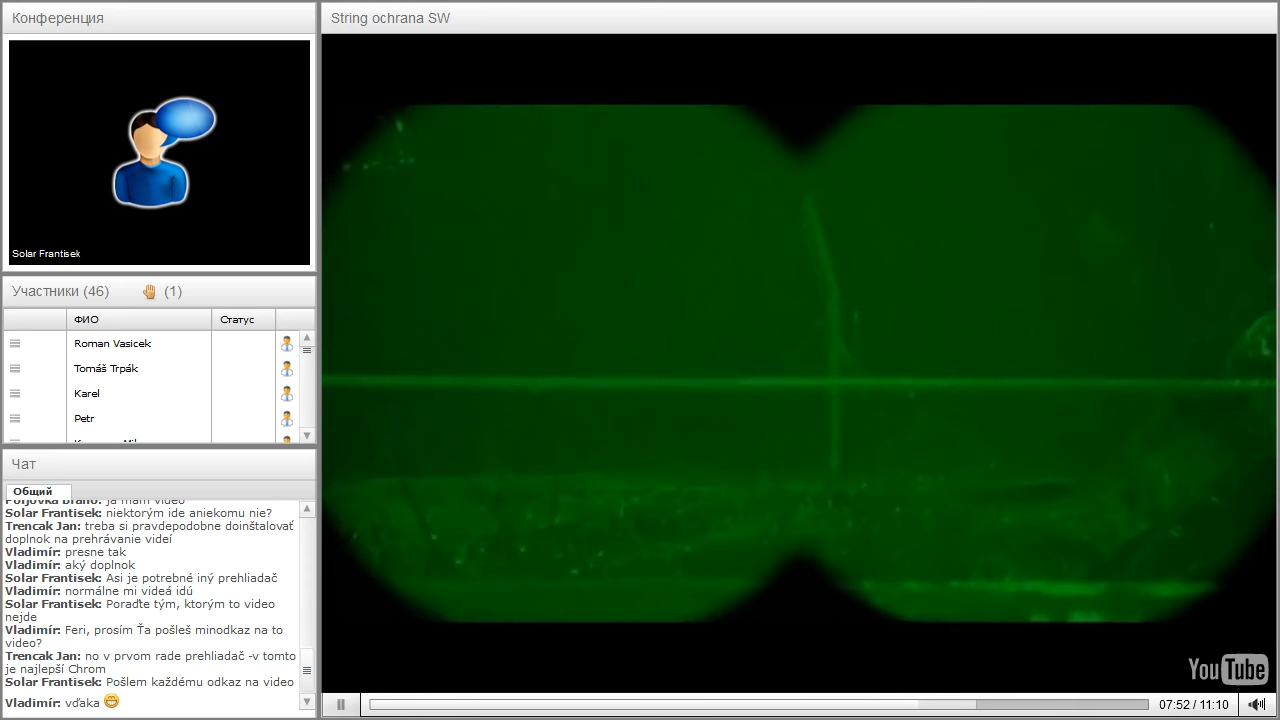 Конференция
Solar Frantisek
Участники (46) (1)
ФИО Статус
Roman Vasicek
Tomáš Trpák
Karel
Petr
Чат
Общий
ja mám video
Solar Frantisek: niektorým ide aniekomu nie?
Trencak Jan: treba si pravdepodobne doinštalovať
doplnok na prehrávanie videí
Vladimír: presne tak
Vladimír: aký doplnok
Solar Frantisek: Asi je potrebné iný prehliadač
Vladimír: normálne mi videá idú
Solar Frantisek: Poraďte tým, ktorým to video
nejde
Vladimír: Feri, prosím Ťa pošleš minodkaz na to
video?
Trencak Jan: no v prvom rade prehliadač -v tomto
je najlepší Chrom
Solar Frantisek: Pošlem každému odkaz na video
Vladimír: vďaka
String ochrana SW
YouTube
07:52 / 11:10